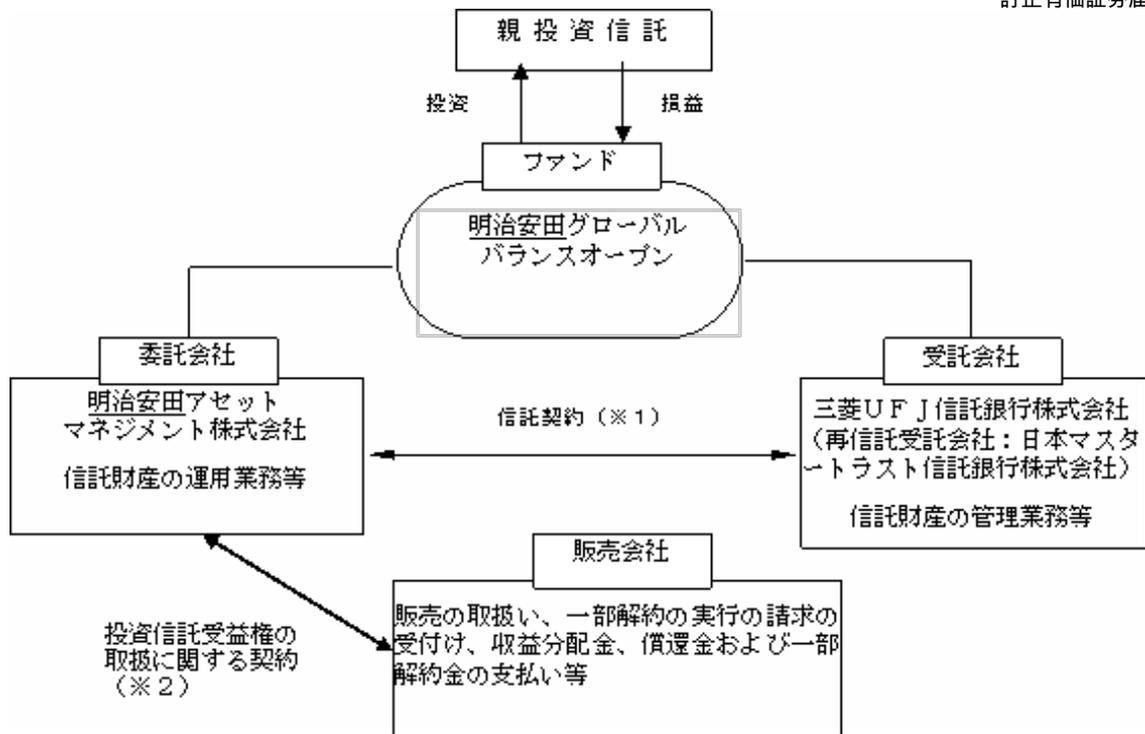 親投資信託
投資
損益
ファンド
明治安田グローバル
バランスオープン
委託会社
明治安田アセット
マネジメント株式会社
信託財産の運用業務等
信託契約（※１）
受託会社
三菱ＵＦＪ信託銀行株式会社
（再信託受託会社：日本マスタ
ートラスト信託銀行株式会社）
信託財産の管理業務等
投資信託受益権の
取扱に関する契約
（※２）
販売会社
販売の取扱い、一部解約の実行の請求の
受付け、収益分配金、償還金および一部
解約金の支払い等